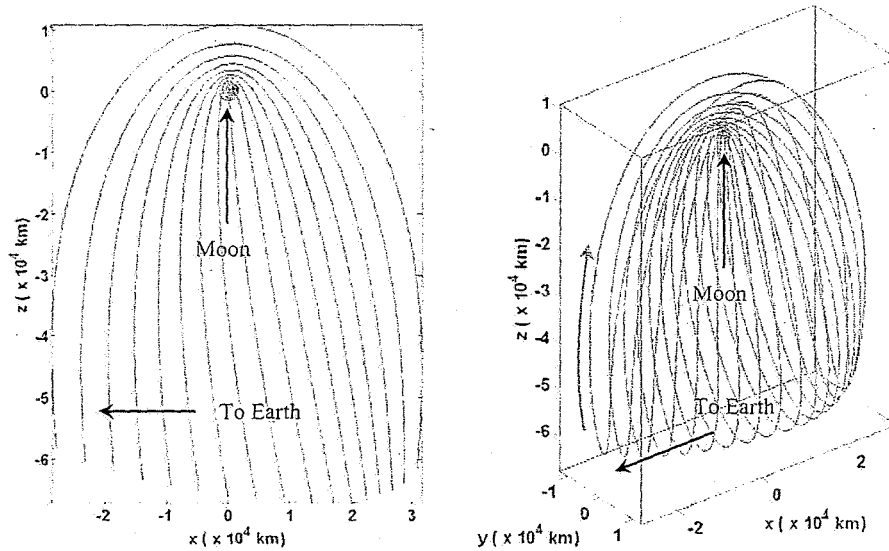 1
0
-1
-2
-3
-4
-5
-6
z ( x 10⁴ km)
Moon
To Earth
-2 -1 0 1 2 3
x ( x 10⁴ km)
1
0
-1
-2
-3
-4
-5
-6
z ( x 10⁴ km)
Moon
To Earth
-1
0
1
y ( x 10⁴ km)
-2
0
2
x ( x 10⁴ km)